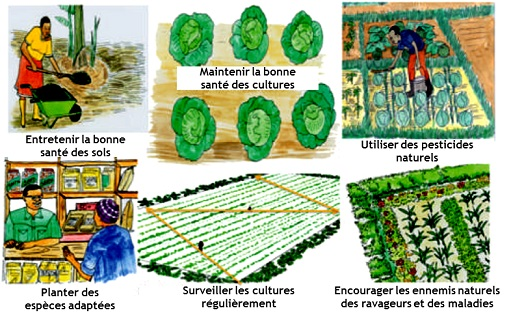 Entretenir la bonne
santé des sols
Maintenir la bonne
santé des cultures
Utiliser des pesticides
naturels
Planter des
espèces adaptées
Surveiller les cultures
régulièrement
Encourager les ennemis naturels
des ravageurs et des maladies